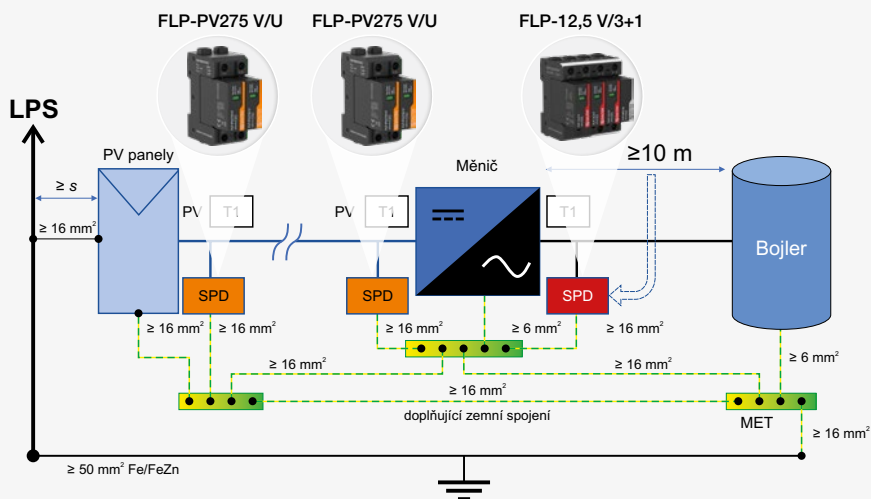 FLP-PV275 V/U
FLP-PV275 V/U
FLP-12,5 V/3+1
LPS
PV panely
Měnič
≥10 m
≥ s
PV T1
PV T1
T1
≥ 16 mm²
Bojler
SPD
SPD
SPD
≥ 16 mm²
≥ 16 mm²
≥ 16 mm²
≥ 6 mm²
≥ 16 mm²
≥ 16 mm²
≥ 16 mm²
≥ 6 mm²
≥ 16 mm²
doplňující zemní spojení
MET
≥ 16 mm²
≥ 50 mm² Fe/FeZn